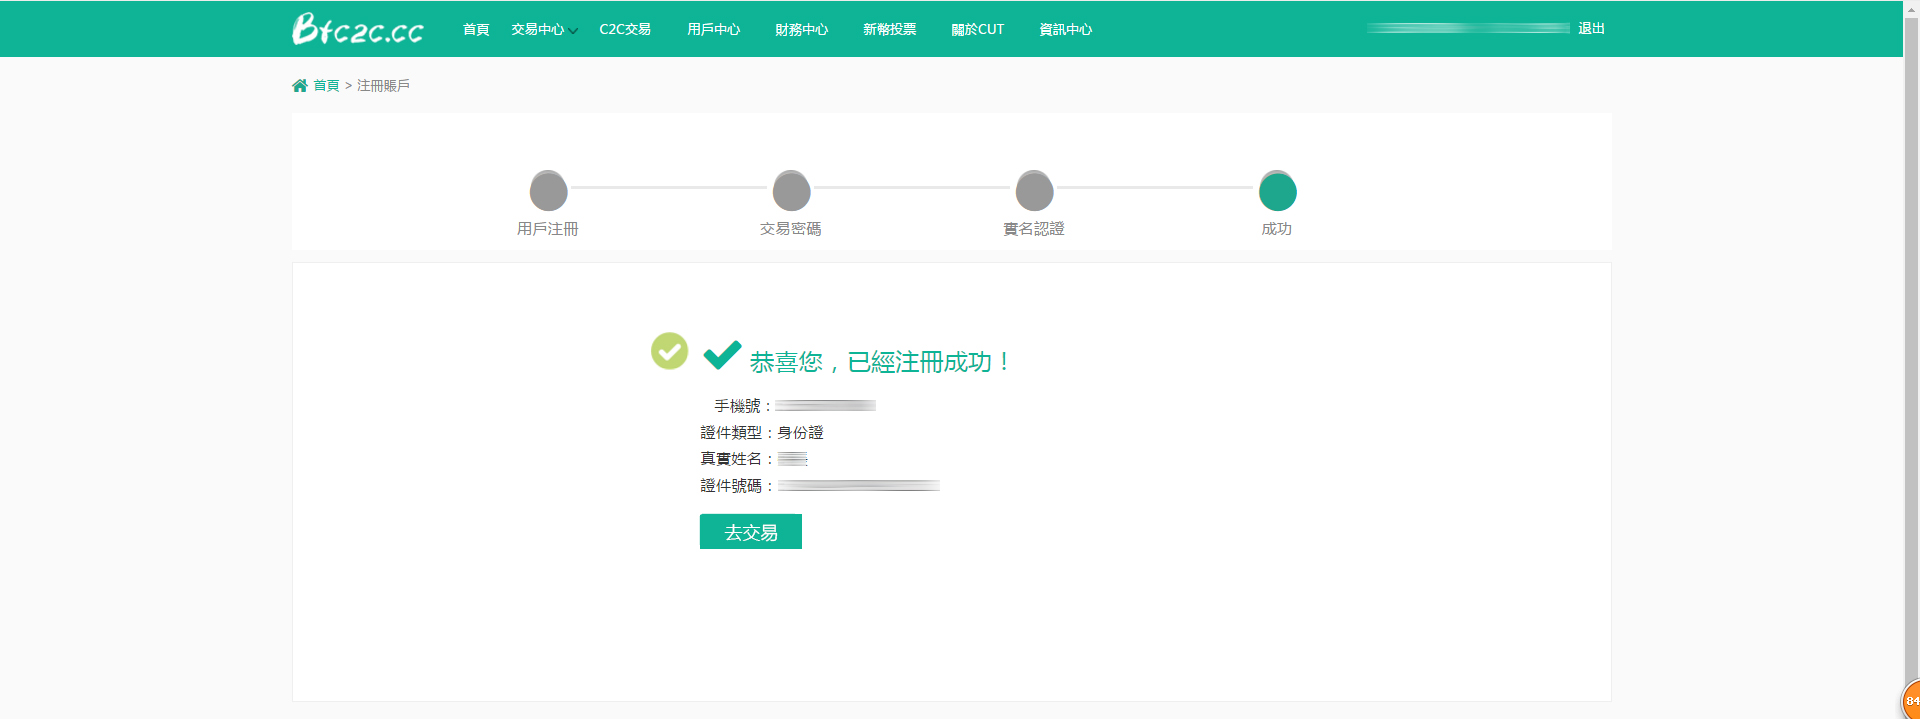 Btc2c.cc 首頁 交易中心 C2C交易 用戶中心 財務中心 新幣投票 關於CUT 資訊中心 退出
首頁 > 注冊賬戶
用戶注冊 交易密碼 實名認證 成功
恭喜您，已經注冊成功！
手機號：
證件類型：身份證
真實姓名：
證件號碼：
去交易
84